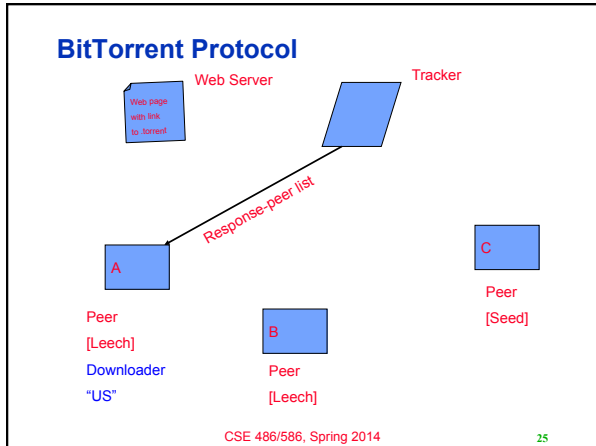 BitTorrent Protocol
Web Server
Tracker
Web page
with link
to .torrent
Response-peer list
A
C
Peer
[Leech]
Downloader
“US”
B
Peer
[Leech]
Peer
[Seed]
CSE 486/586, Spring 2014
25